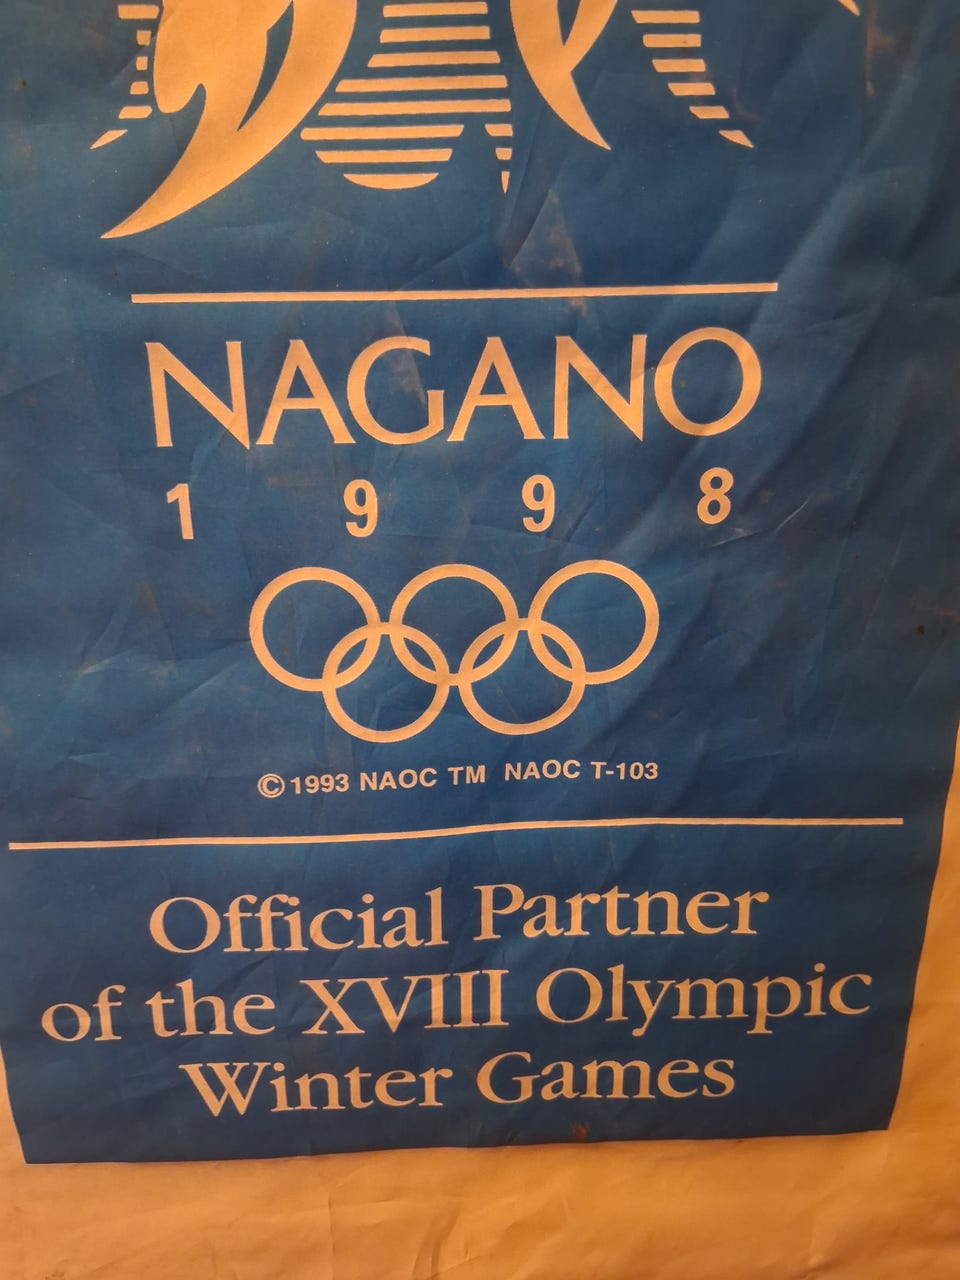 NAGANO
1 9 9 8
©1993 NAOC TM NAOC T-103
Official Partner
of the XVIII Olympic
Winter Games